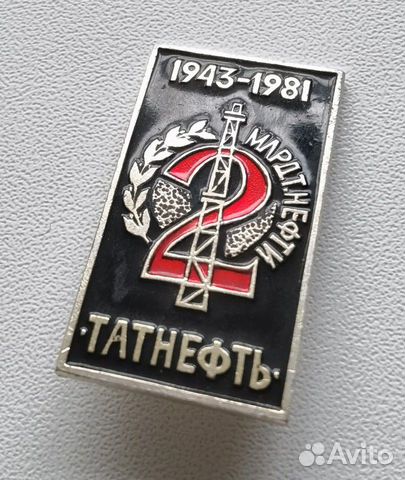 1943-1981
2
МЛРД.Т.НЕФТИ
·ТАТНЕФТЬ·
Avito